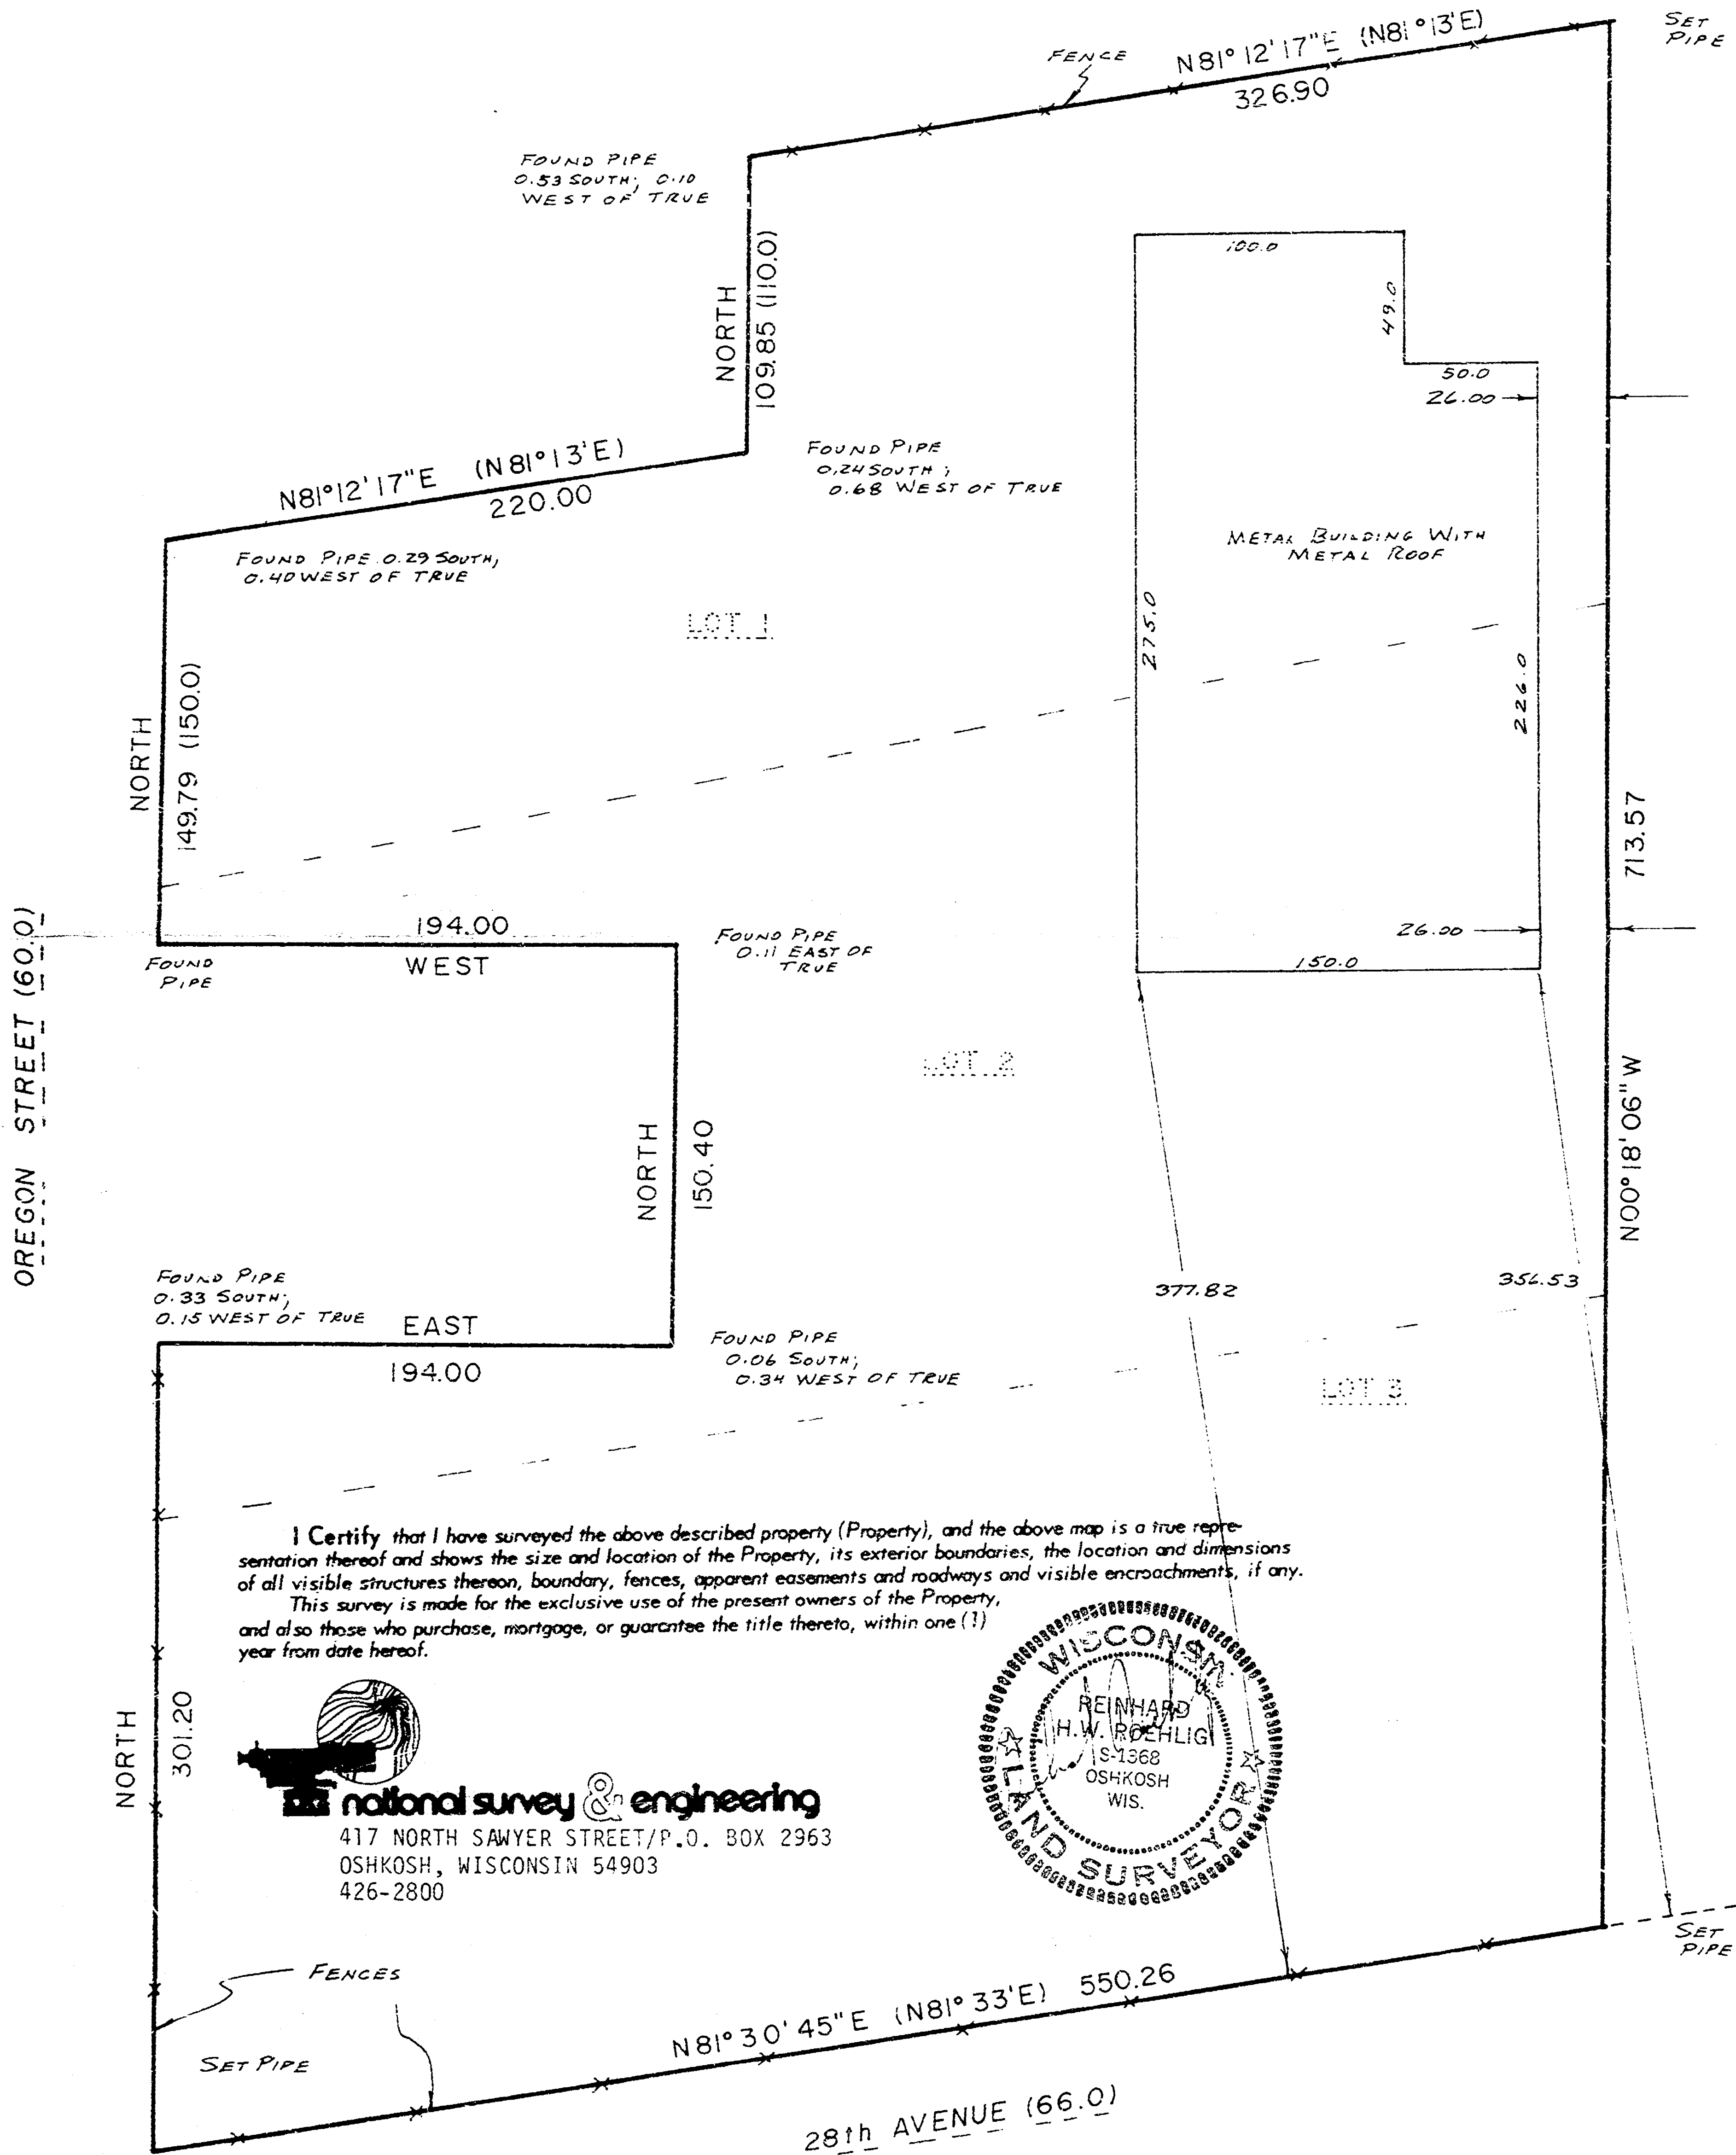 SET
PIPE
N81°12'17"E (N81°13'E)
FENCE
326.90
FOUND PIPE
0.53 SOUTH; 0.10
WEST OF TRUE
NORTH
109.85 (110.0)
100.0
49.0
50.0
26.00
N81°12'17"E (N81°13'E)
220.00
FOUND PIPE
0.24 SOUTH;
0.68 WEST OF TRUE
METAL BUILDING WITH
METAL ROOF
FOUND PIPE 0.29 SOUTH;
0.40 WEST OF TRUE
LOT 1
275.0
226.0
NORTH
149.79 (150.0)
713.57
N00°18'06"W
OREGON STREET (60.0)
194.00
WEST
FOUND
PIPE
FOUND PIPE
0.11 EAST OF
TRUE
26.00
150.0
LOT 2
NORTH
150.40
377.82
356.53
FOUND PIPE
0.33 SOUTH;
0.15 WEST OF TRUE
EAST
194.00
FOUND PIPE
0.06 SOUTH;
0.34 WEST OF TRUE
LOT 3
I Certify that I have surveyed the above described property (Property), and the above map is a true repre-
sentation thereof and shows the size and location of the Property, its exterior boundaries, the location and dimensions
of all visible structures thereon, boundary, fences, apparent easements and roadways and visible encroachments, if any.
This survey is made for the exclusive use of the present owners of the Property,
and also those who purchase, mortgage, or guarantee the title thereto, within one (1)
year from date hereof.
NORTH
301.20
national survey & engineering
417 NORTH SAWYER STREET/P.O. BOX 2963
OSHKOSH, WISCONSIN 54903
426-2800
WISCONSIN
REINHARD
H.W. ROEHLIG
S-1368
OSHKOSH
WIS.
LAND SURVEYOR
FENCES
SET PIPE
N81°30'45"E (N81°33'E) 550.26
SET
PIPE
28th AVENUE (66.0)